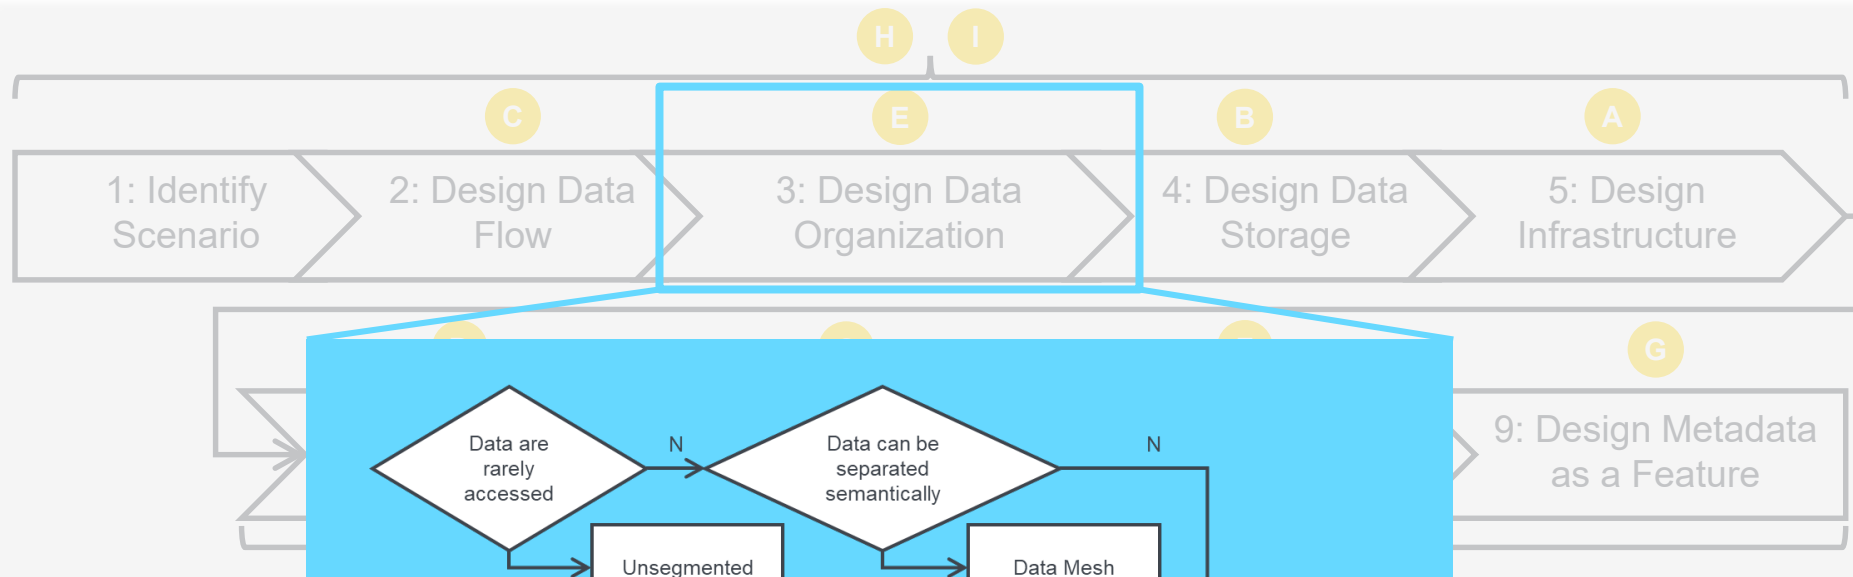 H I
C E B A
1: Identify
Scenario
2: Design Data
Flow
3: Design Data
Organization
4: Design Data
Storage
5: Design
Infrastructure
G
9: Design Metadata
as a Feature
Data are
rarely
accessed
N
Data can be
separated
semantically
N
Unsegmented
Data Mesh